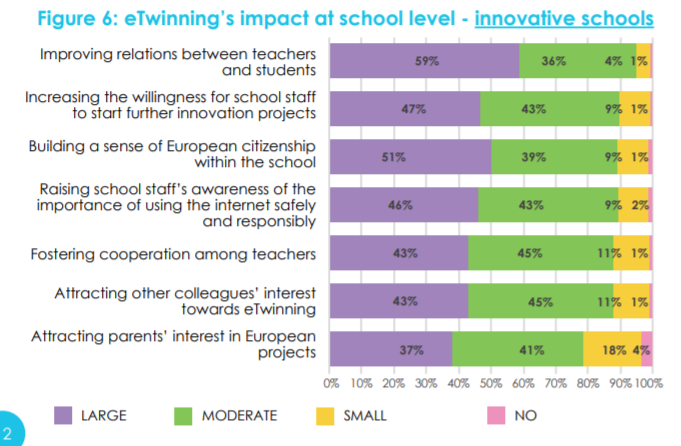 Figure 6: eTwinning's impact at school level - innovative schools
Improving relations between teachers
and students
59% 36% 4% 1%
Increasing the willingness for school staff
to start further innovation projects
47% 43% 9% 1%
Building a sense of European citizenship
within the school
51% 39% 9% 1%
Raising school staff's awareness of the
importance of using the internet safely
and responsibly
46% 43% 9% 2%
Fostering cooperation among teachers
43% 45% 11% 1%
Attracting other colleagues' interest
towards eTwinning
43% 45% 11% 1%
Attracting parents' interest in European
projects
37% 41% 18% 4%
0% 10% 20% 30% 40% 50% 60% 70% 80% 90% 100%
LARGE MODERATE SMALL NO
2